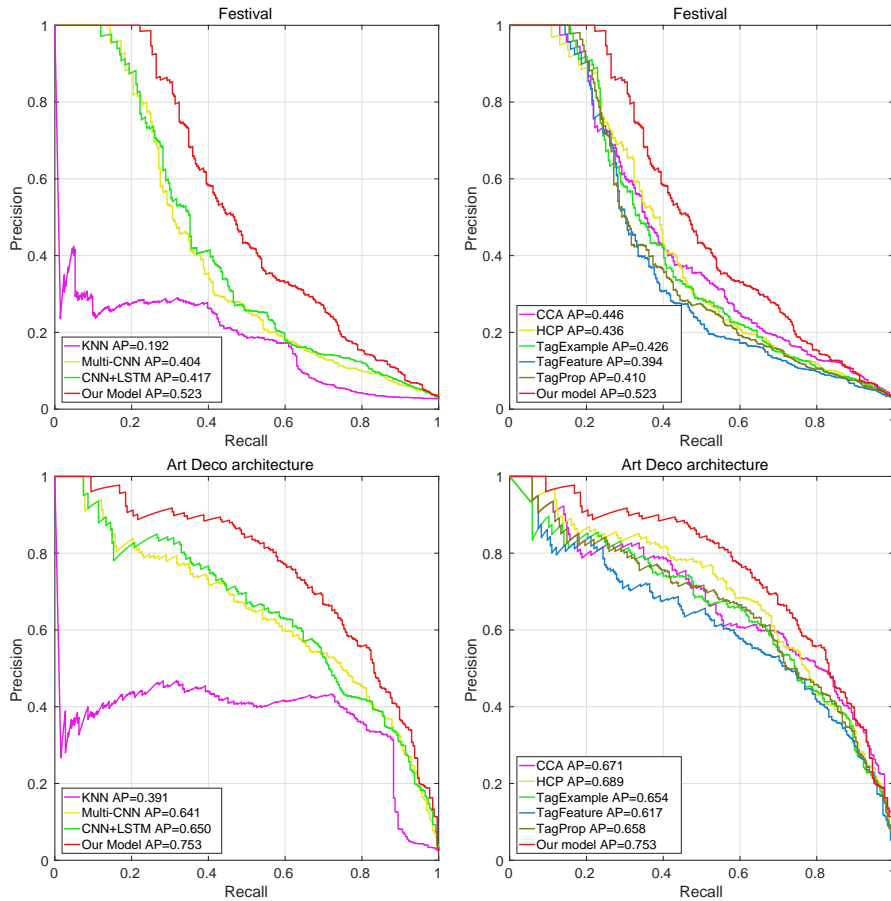 Festival
1
0.8
0.6
0.4
0.2
0
Precision
KNN AP=0.192
Multi-CNN AP=0.404
CNN+LSTM AP=0.417
Our Model AP=0.523
0 0.2 0.4 0.6 0.8 1
Recall
Festival
1
0.8
0.6
0.4
0.2
0
Precision
CCA AP=0.446
HCP AP=0.436
TagExample AP=0.426
TagFeature AP=0.394
TagProp AP=0.410
Our model AP=0.523
0 0.2 0.4 0.6 0.8 1
Recall
Art Deco architecture
1
0.8
0.6
0.4
0.2
0
Precision
KNN AP=0.391
Multi-CNN AP=0.641
CNN+LSTM AP=0.650
Our Model AP=0.753
0 0.2 0.4 0.6 0.8 1
Recall
Art Deco architecture
1
0.8
0.6
0.4
0.2
0
Precision
CCA AP=0.671
HCP AP=0.689
TagExample AP=0.654
TagFeature AP=0.617
TagProp AP=0.658
Our model AP=0.753
0 0.2 0.4 0.6 0.8 1
Recall